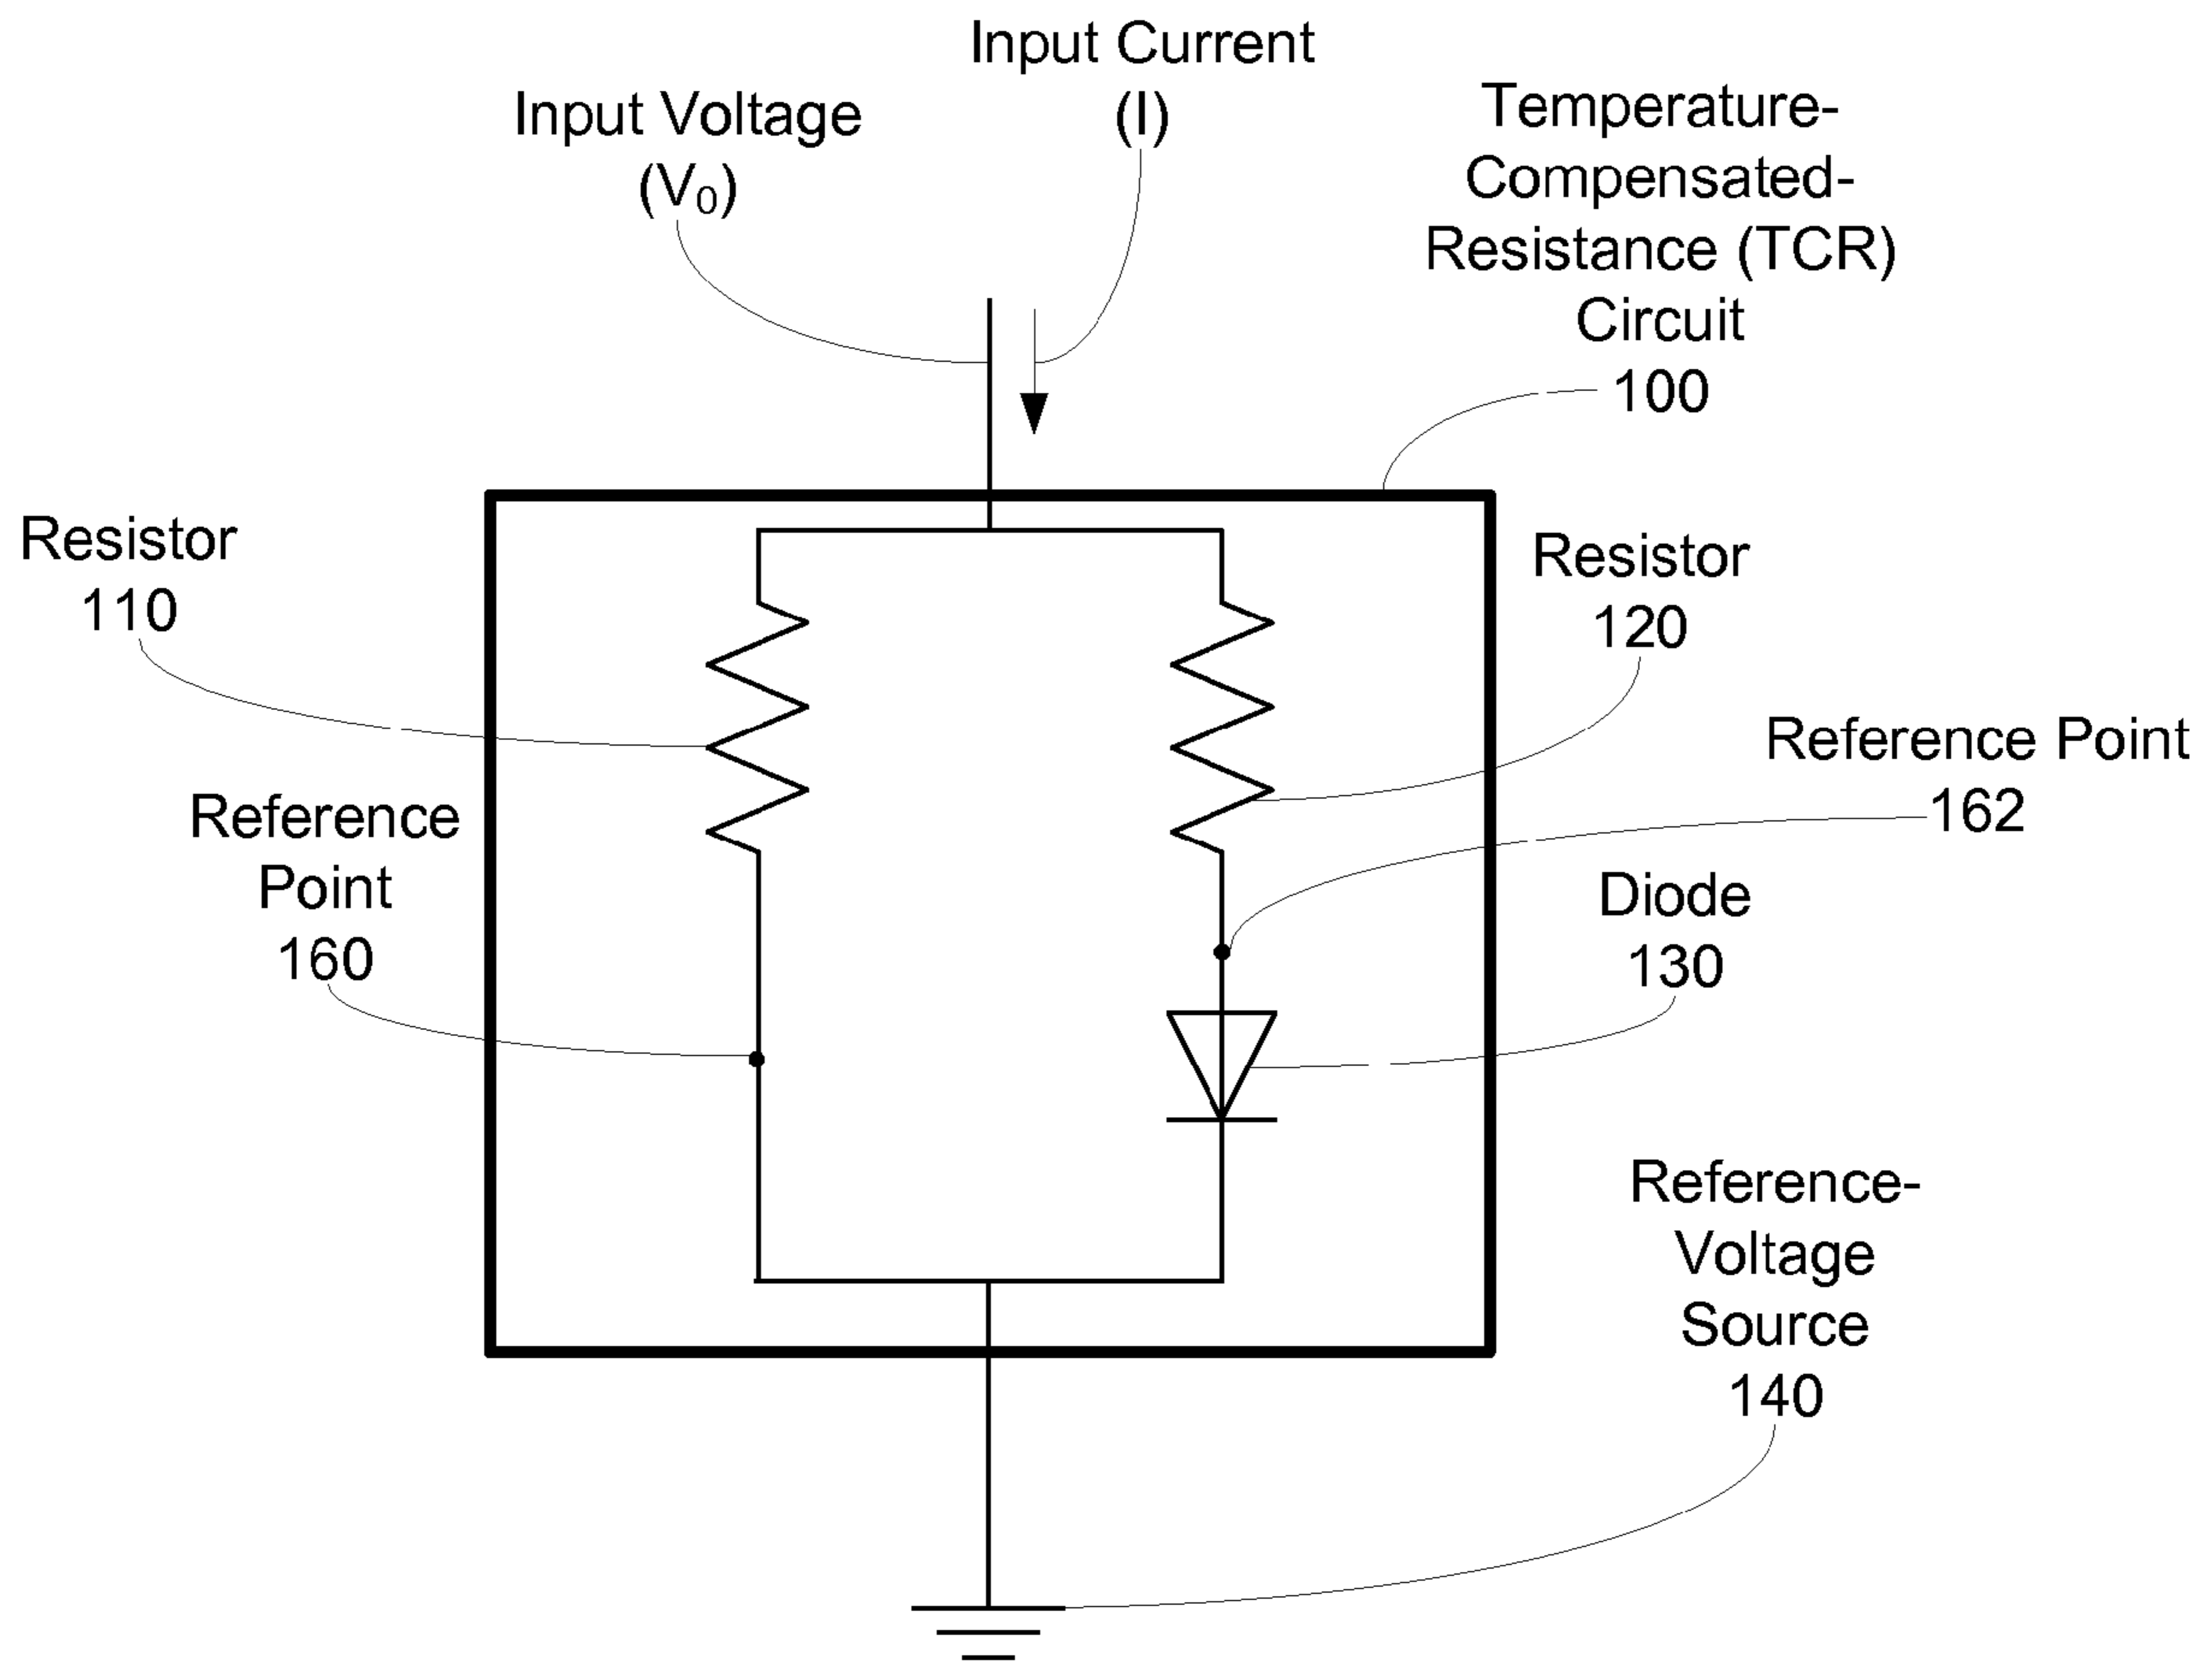 Input Current
(I)
Input Voltage
(V₀)
Temperature-
Compensated-
Resistance (TCR)
Circuit
100
Resistor
110
Resistor
120
Reference Point
162
Reference
Point
160
Diode
130
Reference-
Voltage
Source
140